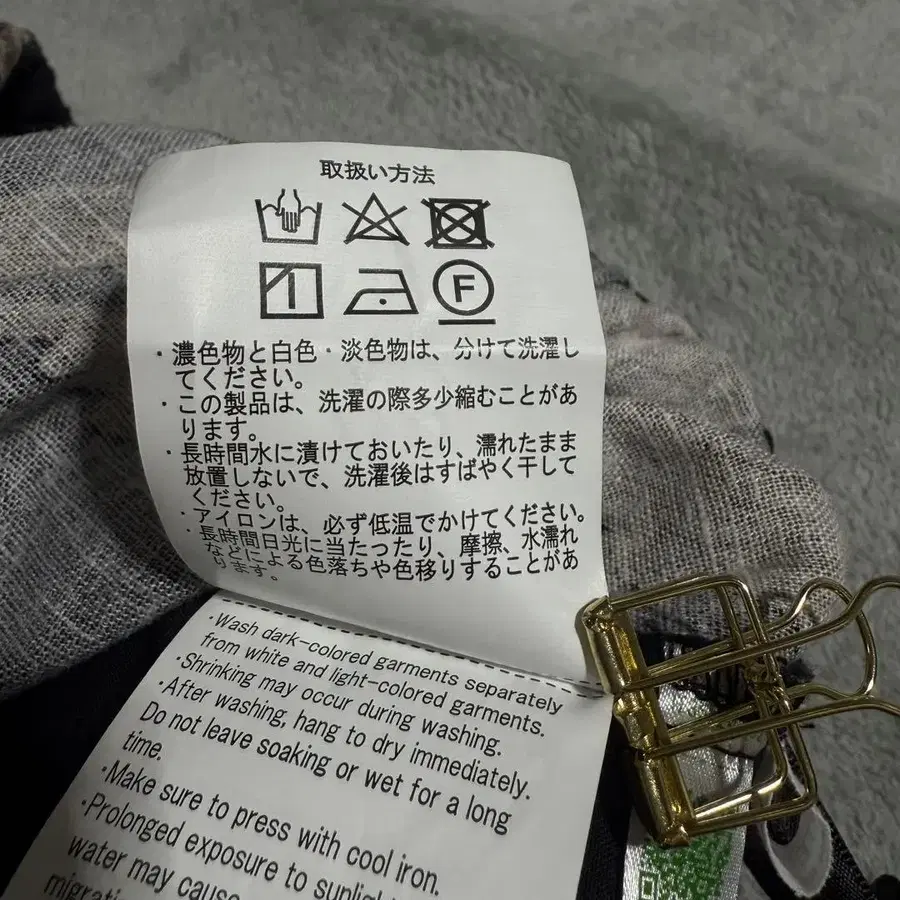 取扱い方法
F
・濃色物と白色・淡色物は、分けて洗濯し
てください。
・この製品は、洗濯の際多少縮むことがあ
ります。
・長時間水に漬けておいたり、濡れたまま
放置しないで、洗濯後はすばやく干して
ください。
・アイロンは、必ず低温でかけてください。
・長時間日光に当たったり、摩擦、水濡れ
などによる色落ちや色移りすることがあ
ります。
・Wash dark-colored garments separately
from white and light-colored garments.
・Shrinking may occur during washing.
・After washing, hang to dry immediately.
Do not leave soaking or wet for a long
time.
・Make sure to press with cool iron.
・Prolonged exposure to sunlight
water may cause